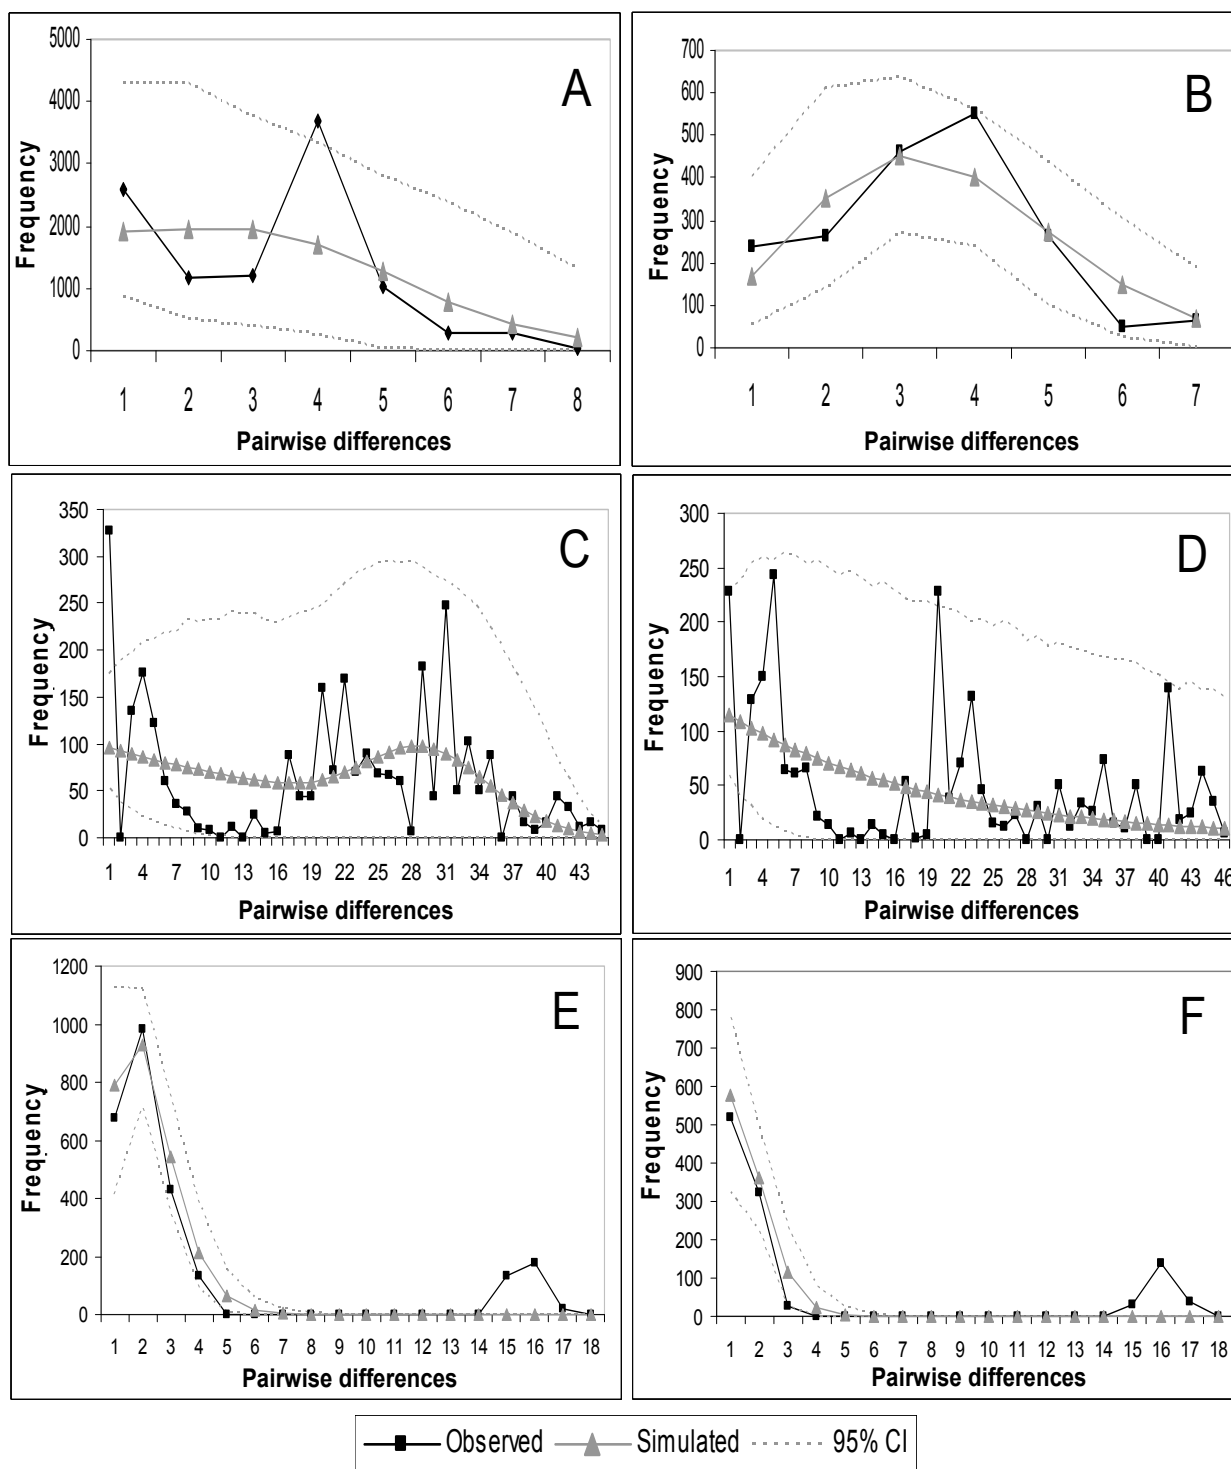 A
5000
4000
3000
2000
1000
0
Frequency
1 2 3 4 5 6 7 8
Pairwise differences
B
700
600
500
400
300
200
100
0
Frequency
1 2 3 4 5 6 7
Pairwise differences
C
350
300
250
200
150
100
50
0
Frequency
1 4 7 10 13 16 19 22 25 28 31 34 37 40 43
Pairwise differences
D
300
250
200
150
100
50
0
Frequency
1 4 7 10 13 16 19 22 25 28 31 34 37 40 43 46
Pairwise differences
E
1200
1000
800
600
400
200
0
Frequency
1 2 3 4 5 6 7 8 9 10 11 12 13 14 15 16 17 18
Pairwise differences
F
900
800
700
600
500
400
300
200
100
0
Frequency
1 2 3 4 5 6 7 8 9 10 11 12 13 14 15 16 17 18
Pairwise differences
Observed Simulated 95% CI